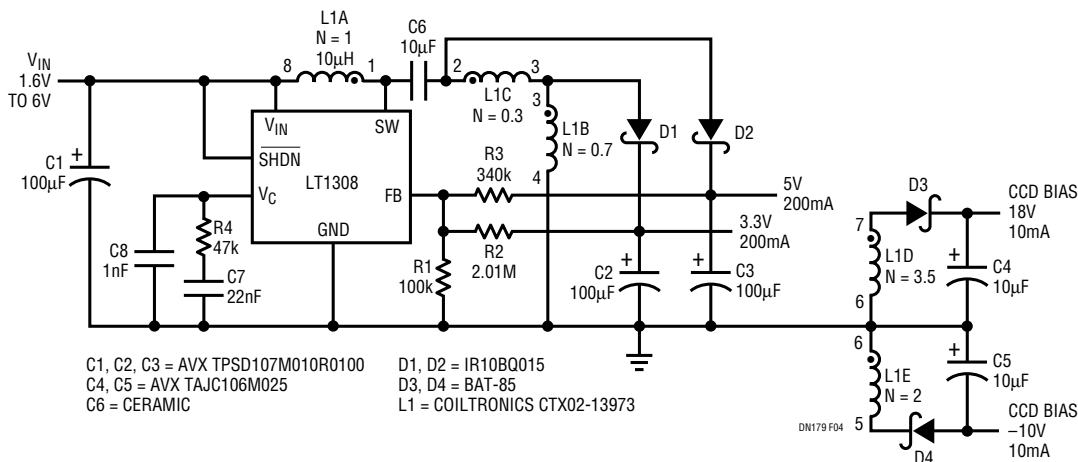 L1A
N = 1
10µH
C6
10µF
VIN
1.6V
TO 6V
8
1
2
3
L1C
N = 0.3
3
L1B
N = 0.7
4
D1
D2
VIN
SW
SHDN
LT1308
VC
FB
GND
C1
+
100µF
R3
340k
5V
200mA
3.3V
200mA
R2
2.01M
R1
100k
R4
47k
C8
1nF
C7
22nF
+
C2
100µF
+
C3
100µF
D3
CCD BIAS
18V
10mA
7
L1D
N = 3.5
6
+
C4
10µF
6
L1E
N = 2
5
+
C5
10µF
D4
CCD BIAS
–10V
10mA
C1, C2, C3 = AVX TPSD107M010R0100
C4, C5 = AVX TAJC106M025
C6 = CERAMIC
D1, D2 = IR10BQ015
D3, D4 = BAT-85
L1 = COILTRONICS CTX02-13973
DN179 F04